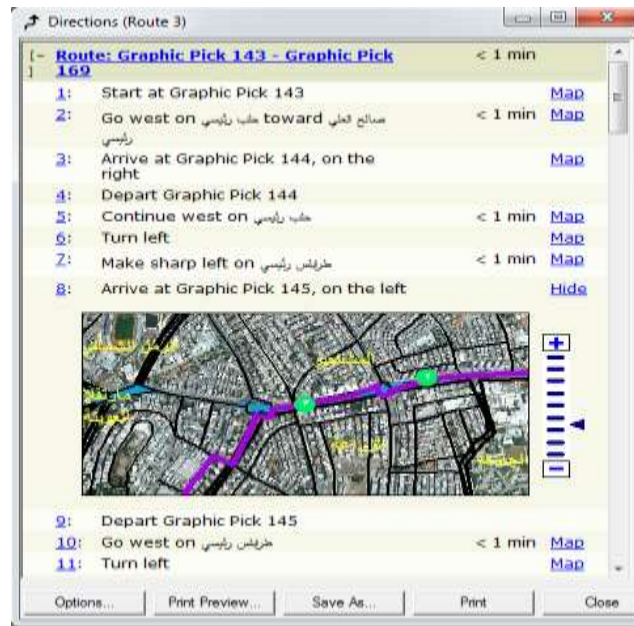 Directions (Route 3)
[-] Route: Graphic Pick 143 - Graphic Pick 169 < 1 min
1: Start at Graphic Pick 143 Map
2: Go west on حلب رئيسي toward صالح العلي < 1 min Map
رئيسي
3: Arrive at Graphic Pick 144, on the Map
right
4: Depart Graphic Pick 144
5: Continue west on حلب رئيسي < 1 min Map
6: Turn left Map
7: Make sharp left on طرابلس رئيسي < 1 min Map
8: Arrive at Graphic Pick 145, on the left Hide
9: Depart Graphic Pick 145
10: Go west on طرابلس رئيسي < 1 min Map
11: Turn left Map
Options... Print Preview... Save As... Print Close